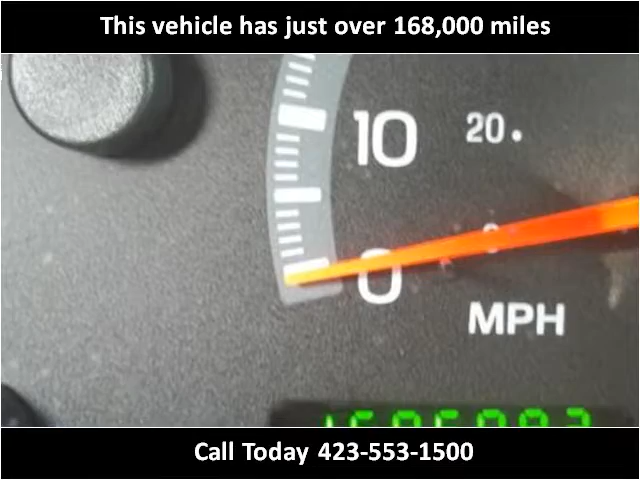 This vehicle has just over 168,000 miles
10
20
0
MPH
Call Today 423-553-1500